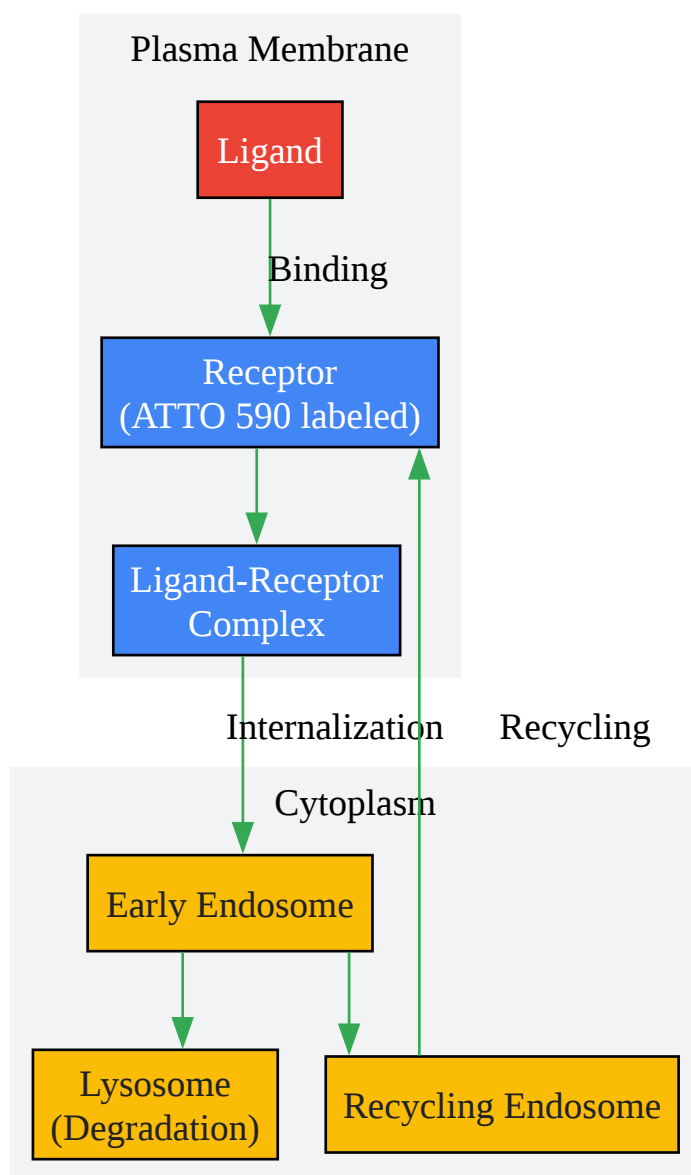 Plasma Membrane
Ligand
Binding
Receptor
(ATTO 590 labeled)
Ligand-Receptor
Complex
Internalization
Recycling
Cytoplasm
Early Endosome
Lysosome
(Degradation)
Recycling Endosome